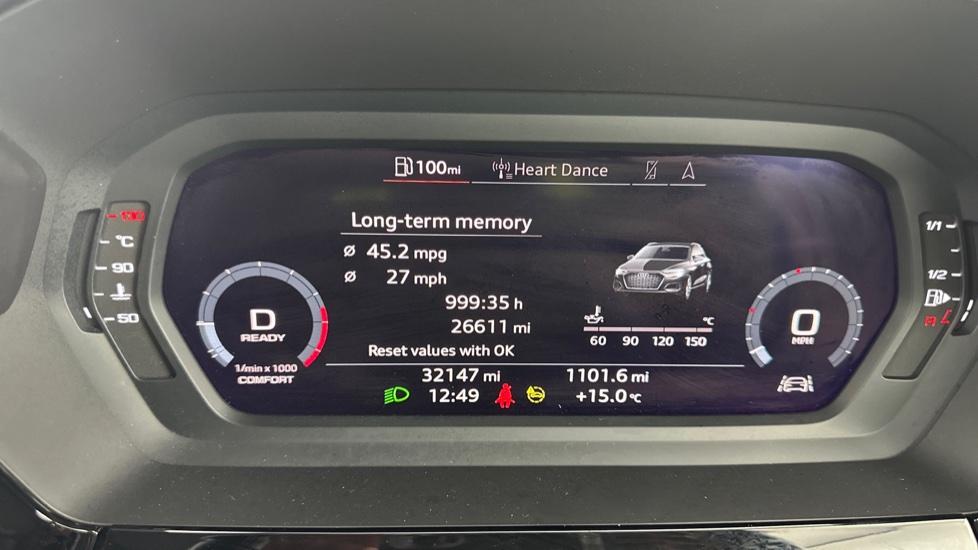 100mi Heart Dance
Long-term memory
Ø 45.2 mpg
Ø 27 mph
999:35 h
26611 mi
Reset values with OK
60 90 120 150 °C
32147 mi 1101.6 mi
12:49 +15.0 °C
D
READY
1/min x 1000
COMFORT
0
MPH
130
°C
90
50
1/1
1/2
R